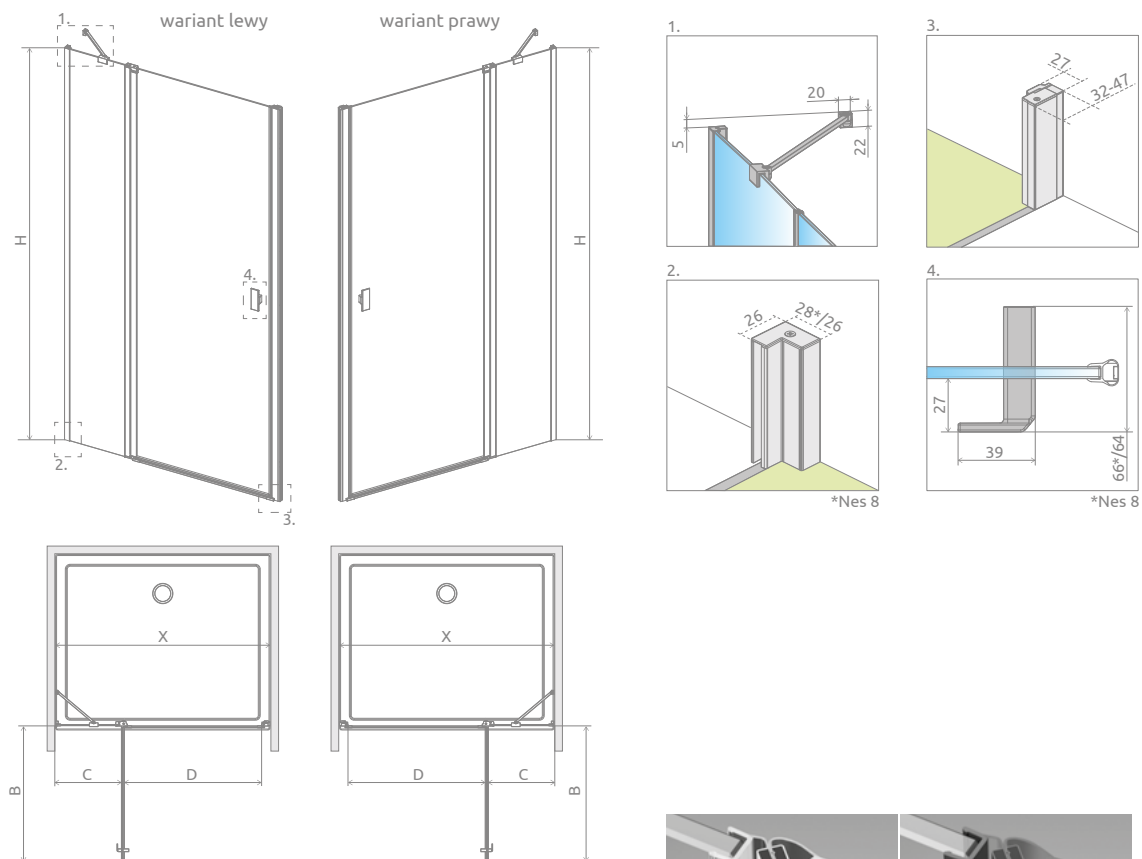 wariant lewy
wariant prawy
1.
H
4.
2.
3.
H
1.
20
5
22
3.
27
32-47
2.
26
28*/26
*Nes 8
4.
27
39
66*/64
*Nes 8
X
C
D
B
X
D
C
B